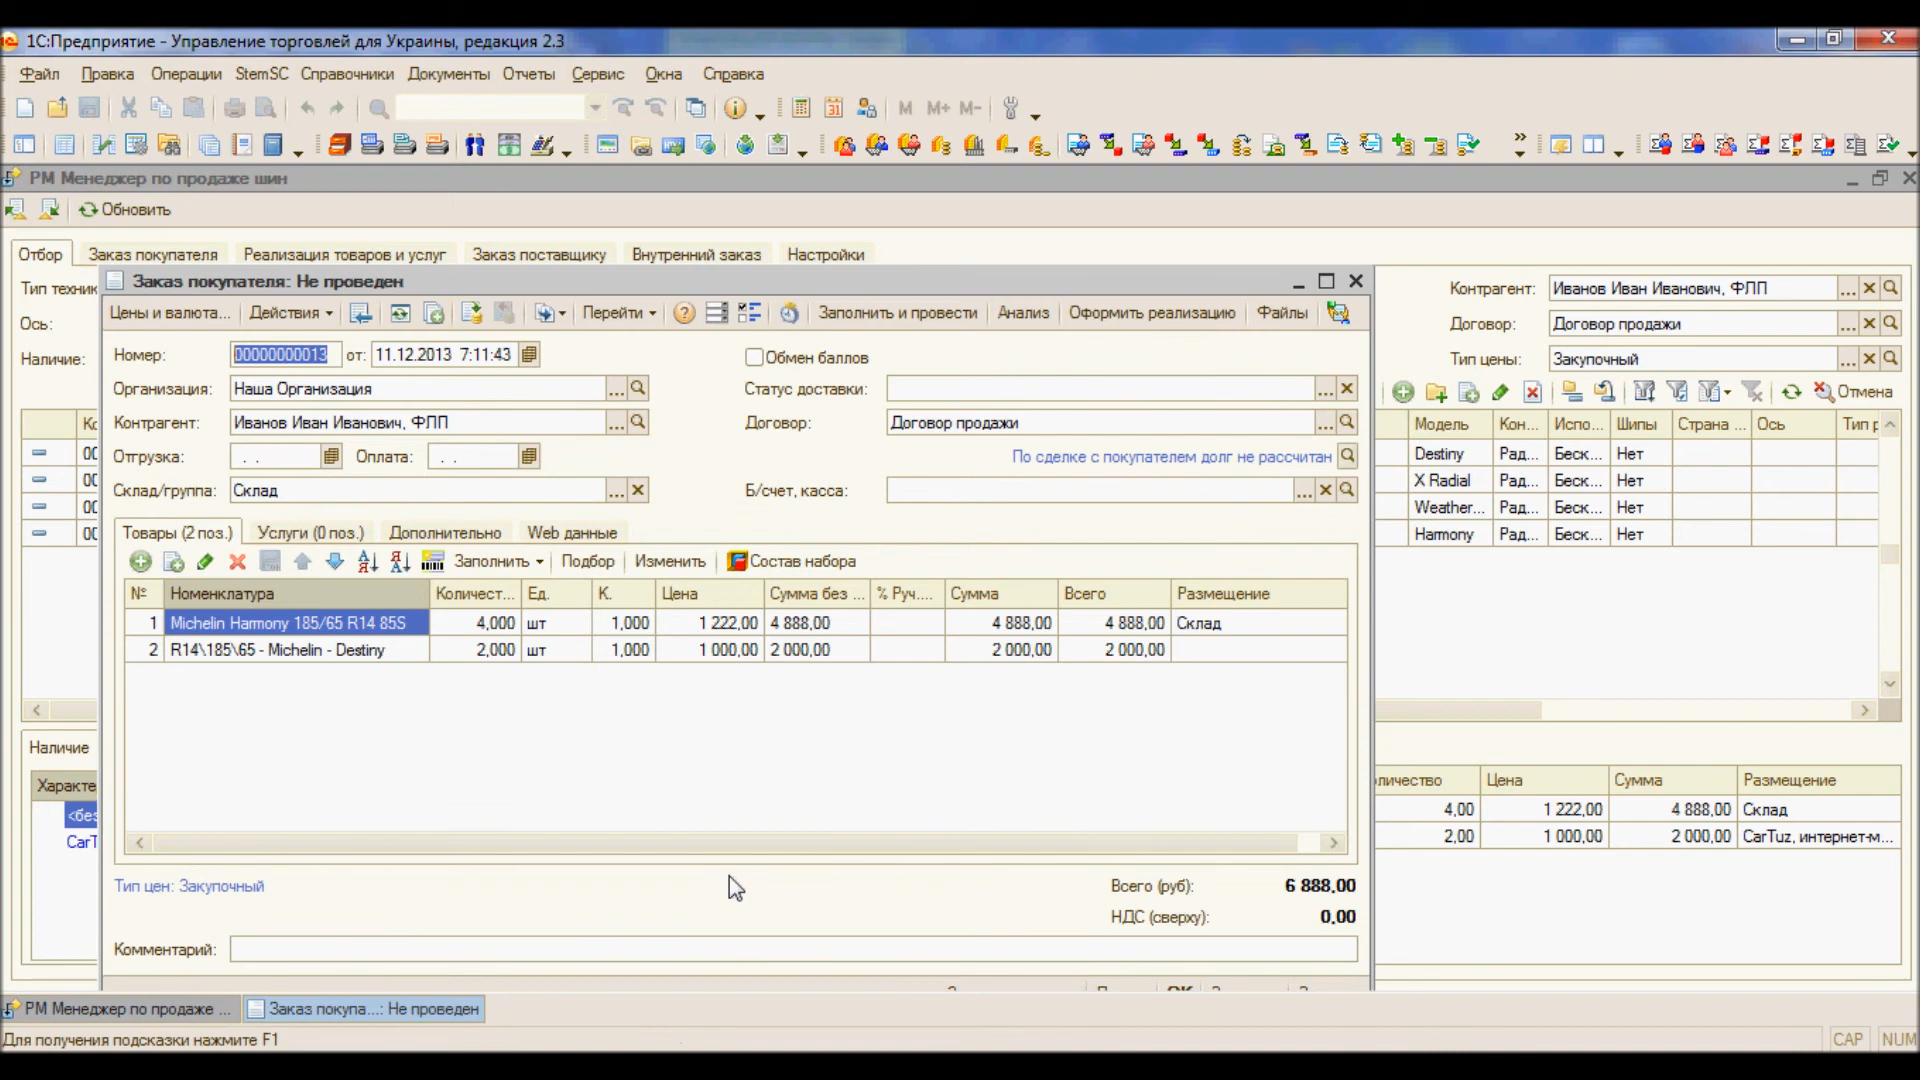 1С:Предприятие - Управление торговлей для Украины, редакция 2.3
Файл Правка Операции StemSC Справочники Документы Отчеты Сервис Окна Справка
M M+ M-
РМ Менеджер по продаже шин
Обновить
Отбор Заказ покупателя Реализация товаров и услуг Заказ поставщику Внутренний заказ Настройки
Тип техник
Ось:
Наличие:
Контрагент: Иванов Иван Иванович, ФЛП
Договор: Договор продажи
Тип цены: Закупочный
Отмена
Модель Кон... Испо... Шипы Страна ... Ось Тип р
Destiny Рад... Беск... Нет
X Radial Рад... Беск... Нет
Weather... Рад... Беск... Нет
Harmony Рад... Беск... Нет
Заказ покупателя: Не проведен
Цены и валюта... Действия Перейти Заполнить и провести Анализ Оформить реализацию Файлы
Номер: 00000000013 от: 11.12.2013 7:11:43 Обмен баллов
Организация: Наша Организация Статус доставки:
Контрагент: Иванов Иван Иванович, ФЛП Договор: Договор продажи
Отгрузка: . . Оплата: . . По сделке с покупателем долг не рассчитан
Склад/группа: Склад Б/счет, касса:
Товары (2 поз.) Услуги (0 поз.) Дополнительно Web данные
Заполнить Подбор Изменить Состав набора
№ Номенклатура Количест... Ед. К. Цена Сумма без ... % Руч.... Сумма Всего Размещение
1 Michelin Harmony 185/65 R14 85S 4,000 шт 1,000 1 222,00 4 888,00 4 888,00 4 888,00 Склад
2 R14\185\65 - Michelin - Destiny 2,000 шт 1,000 1 000,00 2 000,00 2 000,00 2 000,00
Тип цен: Закупочный Всего (руб): 6 888,00
НДС (сверху): 0,00
Комментарий:
Наличие
Характе
<без
CarT
личество Цена Сумма Размещение
4,00 1 222,00 4 888,00 Склад
2,00 1 000,00 2 000,00 CarTuz, интернет-м...
РМ Менеджер по продаже ... Заказ покупа...: Не проведен
Для получения подсказки нажмите F1 CAP NUM